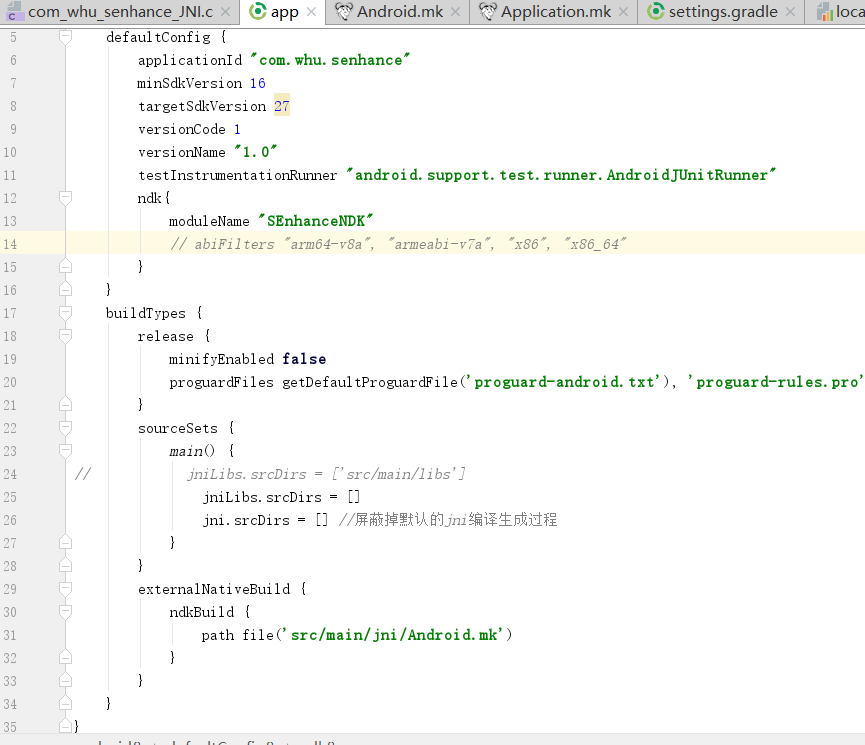 com_whu_senhance_JNI.c app Android.mk Application.mk settings.gradle
5 defaultConfig {
6 applicationId "com.whu.senhance"
7 minSdkVersion 16
8 targetSdkVersion 27
9 versionCode 1
10 versionName "1.0"
11 testInstrumentationRunner "android.support.test.runner.AndroidJUnitRunner"
12 ndk{
13 moduleName "SEnhanceNDK"
14 // abiFilters "arm64-v8a", "armeabi-v7a", "x86", "x86_64"
15 }
16 }
17 buildTypes {
18 release {
19 minifyEnabled false
20 proguardFiles getDefaultProguardFile('proguard-android.txt'), 'proguard-rules.pro'
21 }
22 sourceSets {
23 main() {
24 // jniLibs.srcDirs = ['src/main/libs']
25 jniLibs.srcDirs = []
26 jni.srcDirs = [] //屏蔽掉默认的jni编译生成过程
27 }
28 }
29 externalNativeBuild {
30 ndkBuild {
31 path file('src/main/jni/Android.mk')
32 }
33 }
34 }
35 }